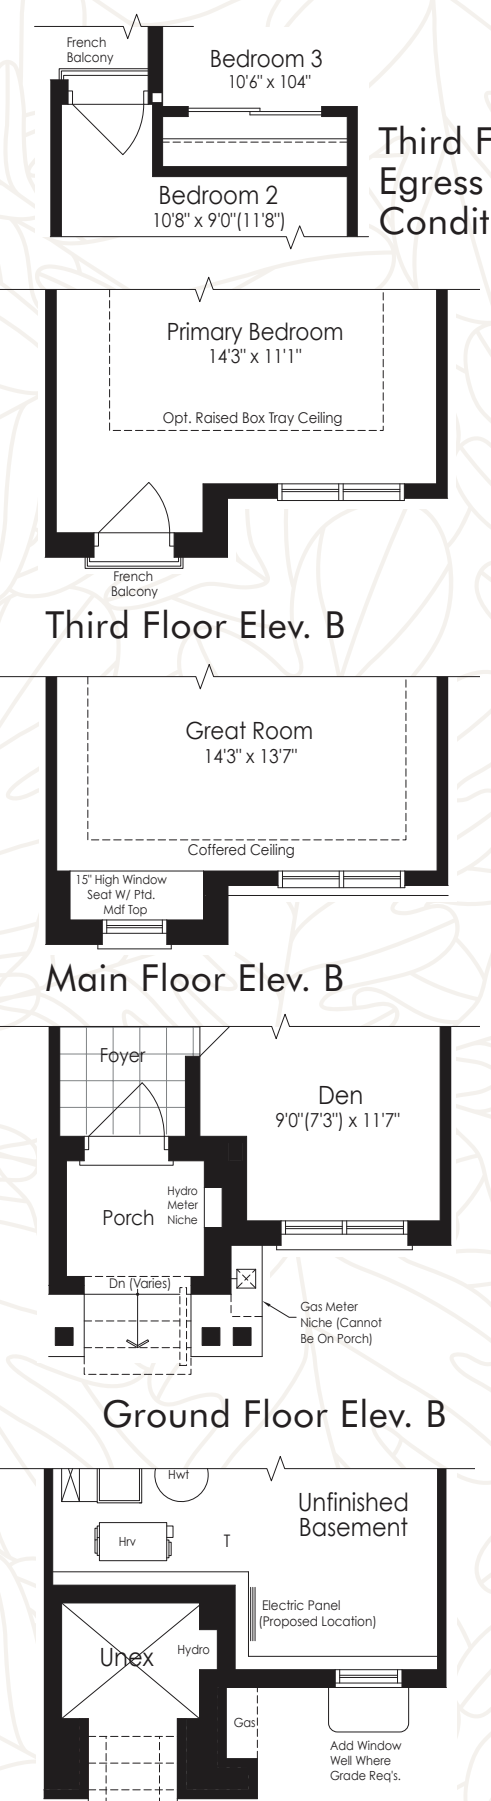 French
Balcony
Bedroom 3
10'6" x 104"
Third F
Egress
Condit
Bedroom 2
10'8" x 9'0"(11'8")
Primary Bedroom
14'3" x 11'1"
Opt. Raised Box Tray Ceiling
French
Balcony
Third Floor Elev. B
Great Room
14'3" x 13'7"
Coffered Ceiling
15" High Window
Seat W/ Ptd.
Mdf Top
Main Floor Elev. B
Foyer
Den
9'0"(7'3") x 11'7"
Hydro
Meter
Niche
Porch
Dn (Varies)
Gas Meter
Niche (Cannot
Be On Porch)
Ground Floor Elev. B
Hwt
Unfinished
Basement
Hrv
T
Electric Panel
(Proposed Location)
Unex
Hydro
Gas
Add Window
Well Where
Grade Req's.